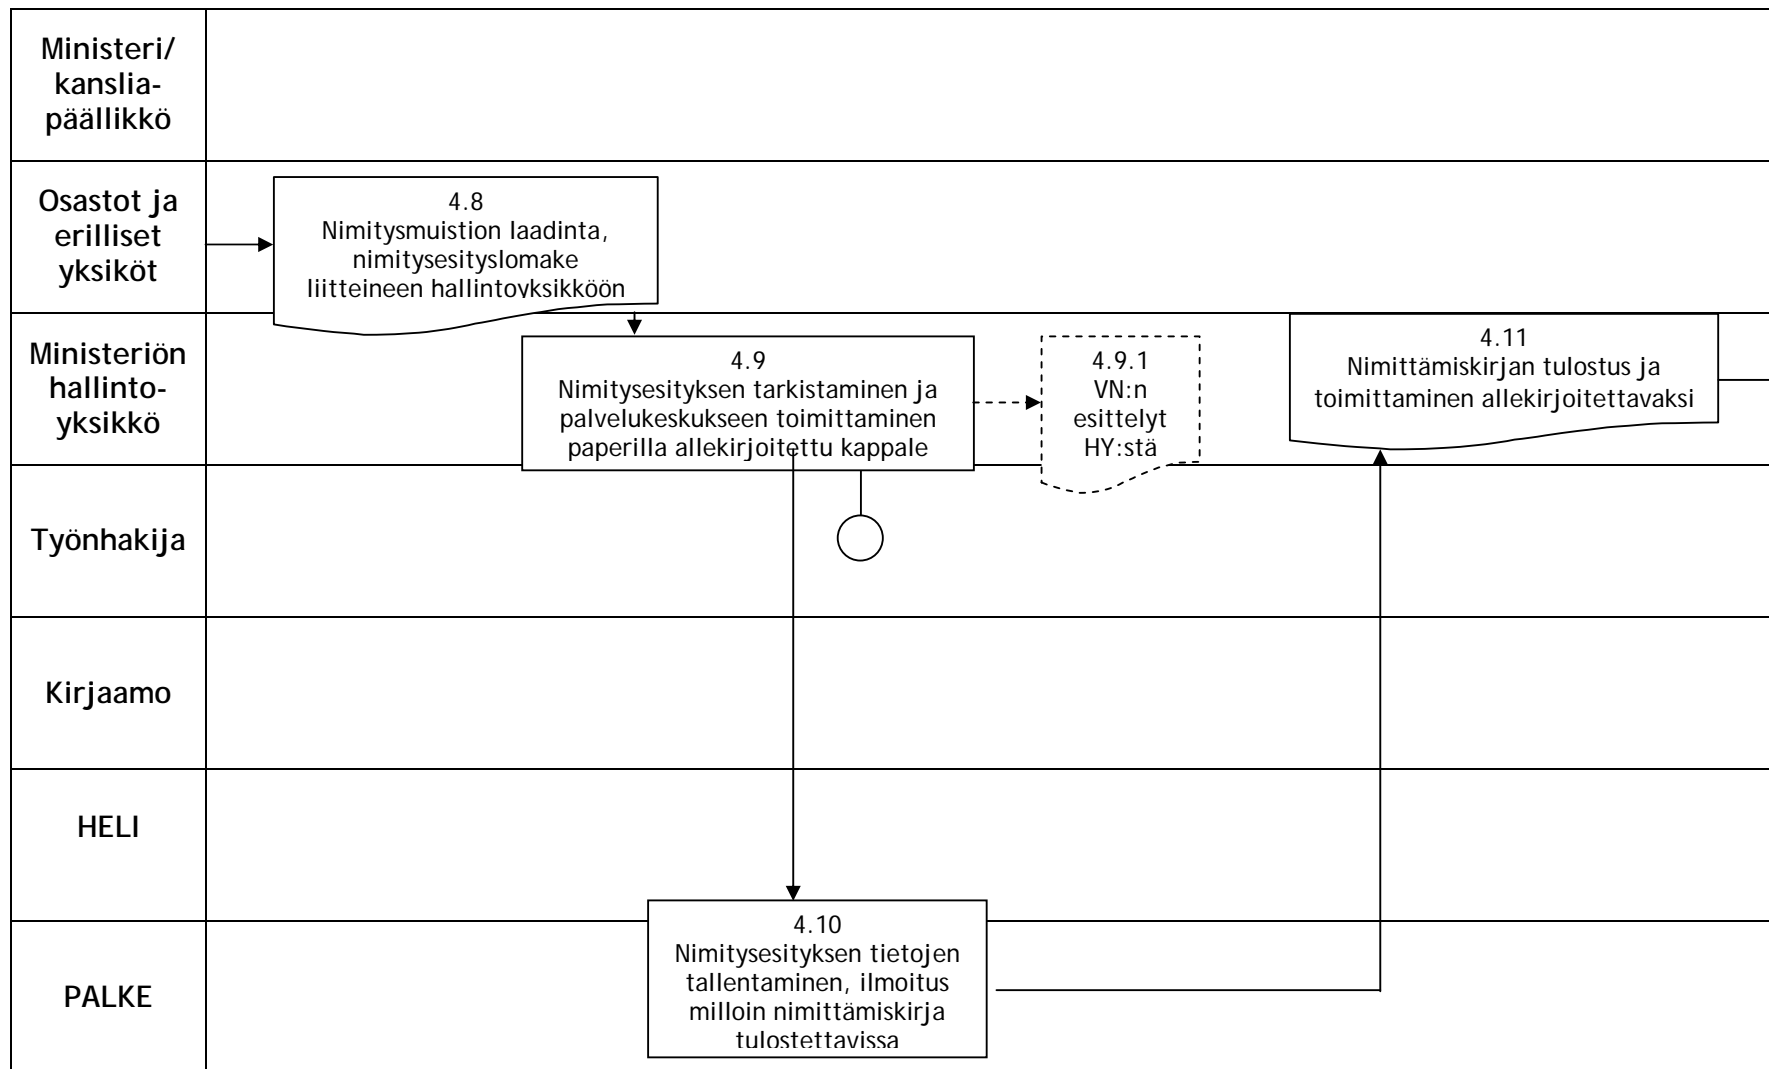 Ministeri/
kanslia-
päällikkö
Osastot ja
erilliset
yksiköt
4.8
Nimitysmuistion laadinta,
nimitysesityslomake
liitteineen hallintoyksikköön
Ministeriön
hallinto-
yksikkö
4.9
Nimitysesityksen tarkistaminen ja
palvelukeskukseen toimittaminen
paperilla allekirjoitettu kappale
4.9.1
VN:n
esittelyt
HY:stä
4.11
Nimittämiskirjan tulostus ja
toimittaminen allekirjoitettavaksi
Työnhakija
Kirjaamo
HELI
PALKE
4.10
Nimitysesityksen tietojen
tallentaminen, ilmoitus
milloin nimittämiskirja
tulostettavissa